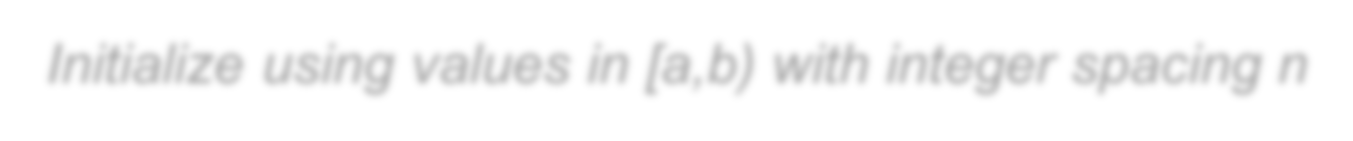 Initialize using values in [a,b) with integer spacing n